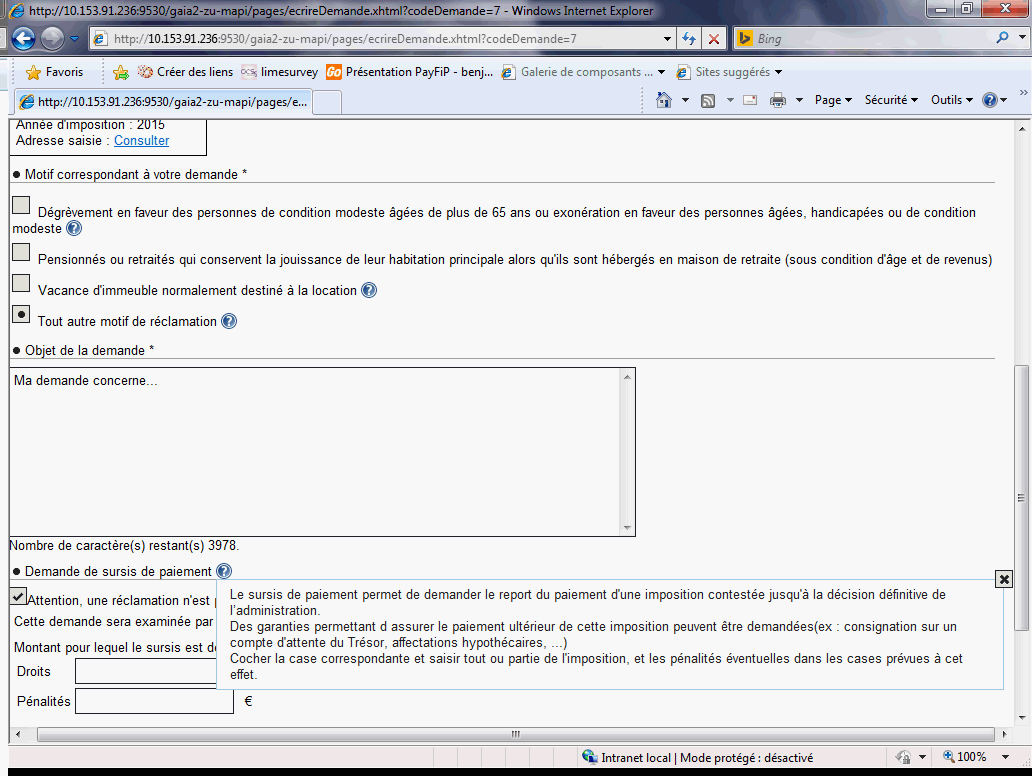 http://10.153.91.236:9530/gaia2-zu-mapi/pages/ecrireDemande.xhtml?codeDemande=7 - Windows Internet Explorer
http://10.153.91.236:9530/gaia2-zu-mapi/pages/ecrireDemande.xhtml?codeDemande=7
Bing
Favoris
Créer des liens
limesurvey
Go
Présentation PayFiP - benj...
Galerie de composants ...
Sites suggérés
http://10.153.91.236:9530/gaia2-zu-mapi/pages/e...
Page
Sécurité
Outils
»
Année d'imposition : 2015
Adresse saisie : Consulter
● Motif correspondant à votre demande *
Dégrèvement en faveur des personnes de condition modeste âgées de plus de 65 ans ou exonération en faveur des personnes âgées, handicapées ou de condition
modeste ?
Pensionnés ou retraités qui conservent la jouissance de leur habitation principale alors qu'ils sont hébergés en maison de retraite (sous condition d'âge et de revenus)
Vacance d'immeuble normalement destiné à la location ?
Tout autre motif de réclamation ?
● Objet de la demande *
Ma demande concerne...
Nombre de caractère(s) restant(s) 3978.
● Demande de sursis de paiement ?
Attention, une réclamation n'est
Cette demande sera examinée par
Montant pour lequel le sursis est
Droits
Pénalités
€
Le sursis de paiement permet de demander le report du paiement d'une imposition contestée jusqu'à la décision définitive de
l'administration.
Des garanties permettant d assurer le paiement ultérieur de cette imposition peuvent être demandées(ex : consignation sur un
compte d'attente du Trésor, affectations hypothécaires, ...)
Cocher la case correspondante et saisir tout ou partie de l'imposition, et les pénalités éventuelles dans les cases prévues à cet
effet.
Intranet local | Mode protégé : désactivé
100%